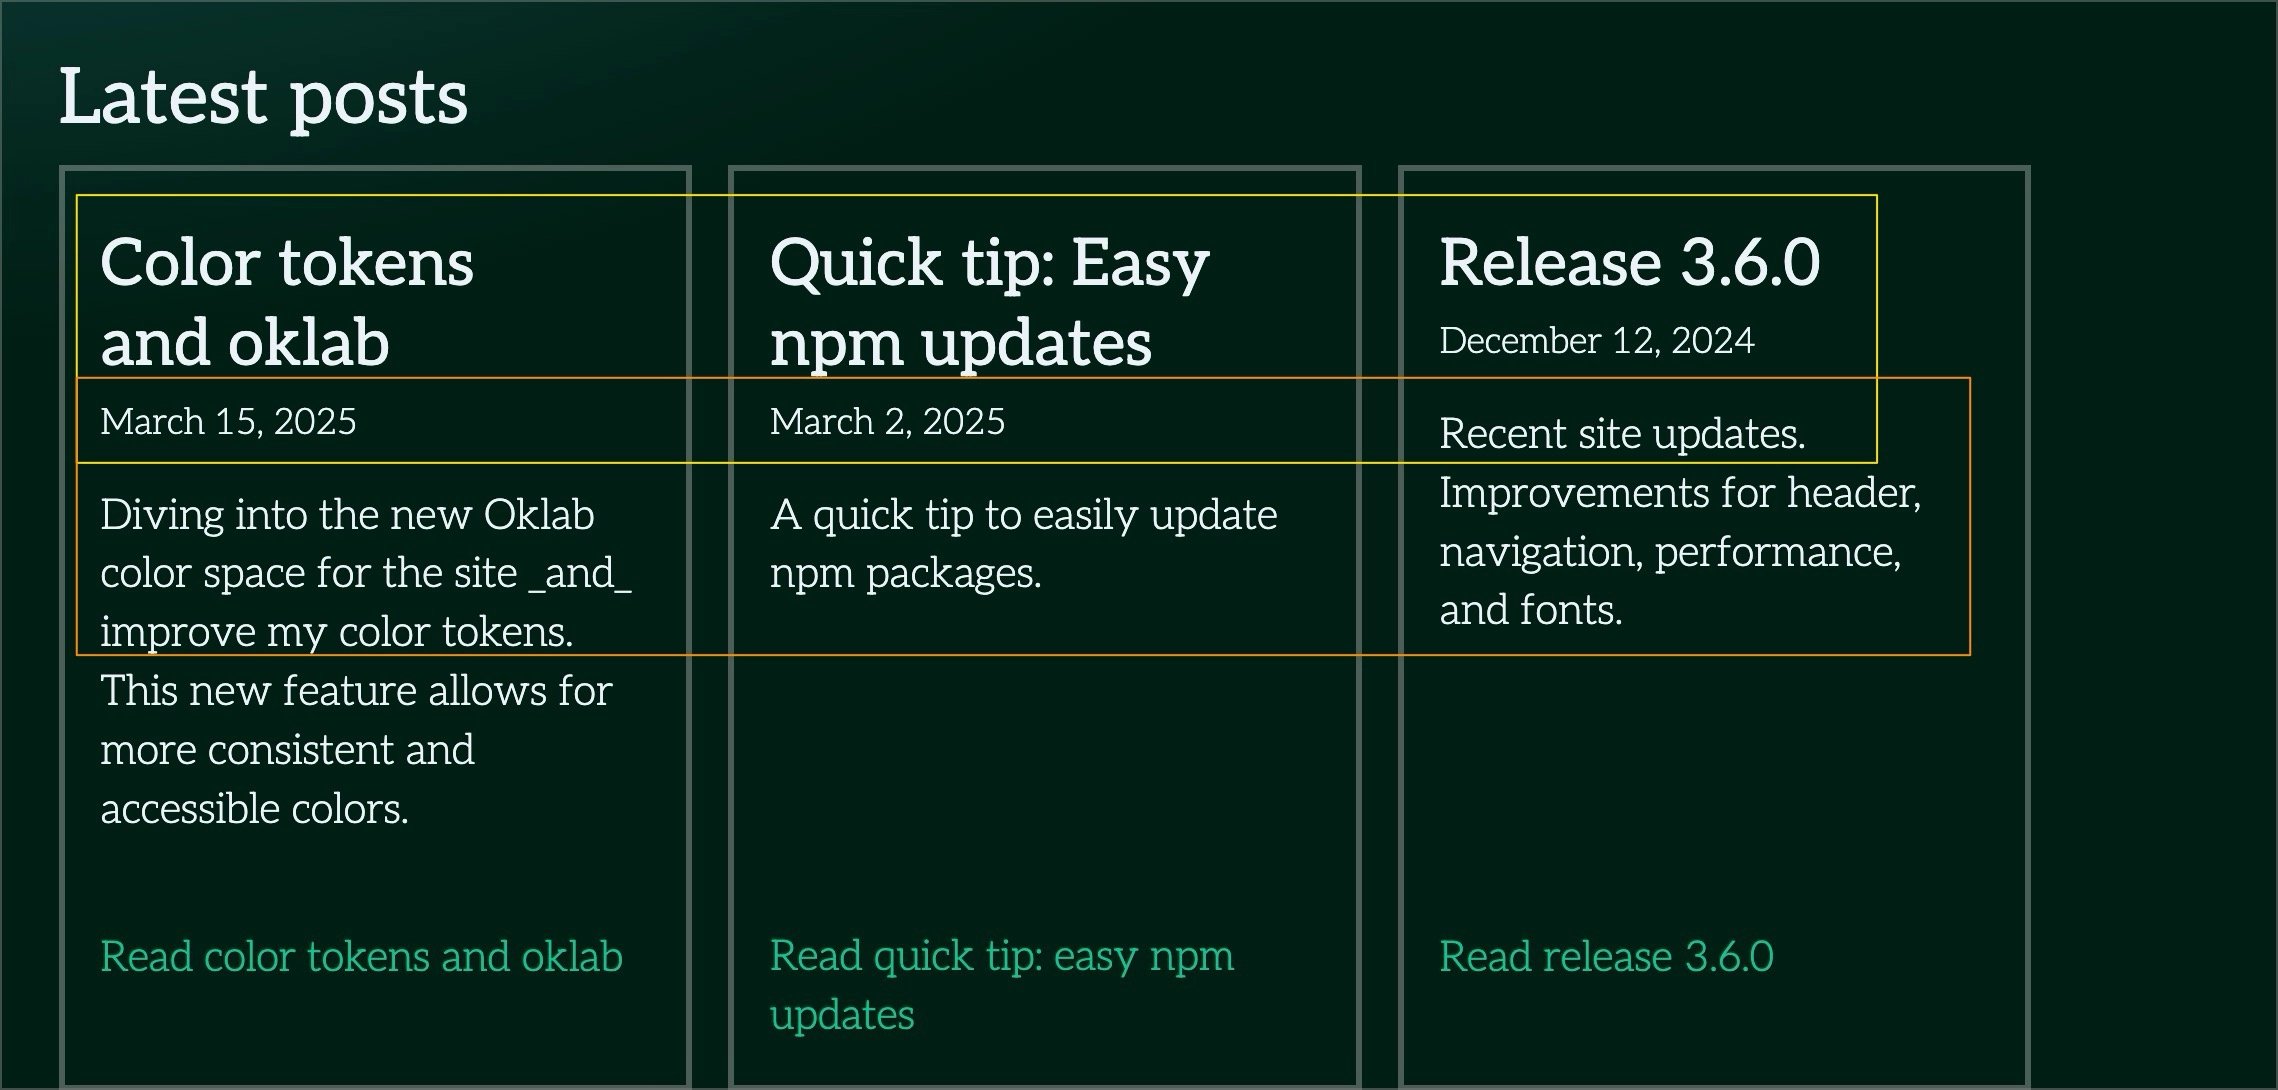 Latest posts
Color tokens
and oklab
March 15, 2025
Diving into the new Oklab
color space for the site _and_
improve my color tokens.
This new feature allows for
more consistent and
accessible colors.
Read color tokens and oklab
Quick tip: Easy
npm updates
March 2, 2025
A quick tip to easily update
npm packages.
Read quick tip: easy npm
updates
Release 3.6.0
December 12, 2024
Recent site updates.
Improvements for header,
navigation, performance,
and fonts.
Read release 3.6.0